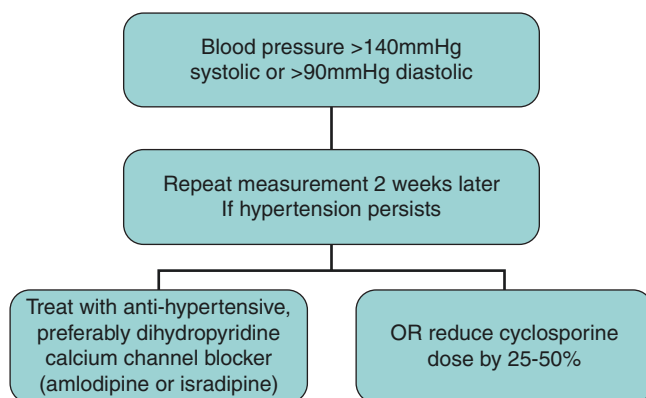 Blood pressure >140mmHg
systolic or >90mmHg diastolic
Repeat measurement 2 weeks later
If hypertension persists
Treat with anti-hypertensive,
preferably dihydropyridine
calcium channel blocker
(amlodipine or isradipine)
OR reduce cyclosporine
dose by 25-50%